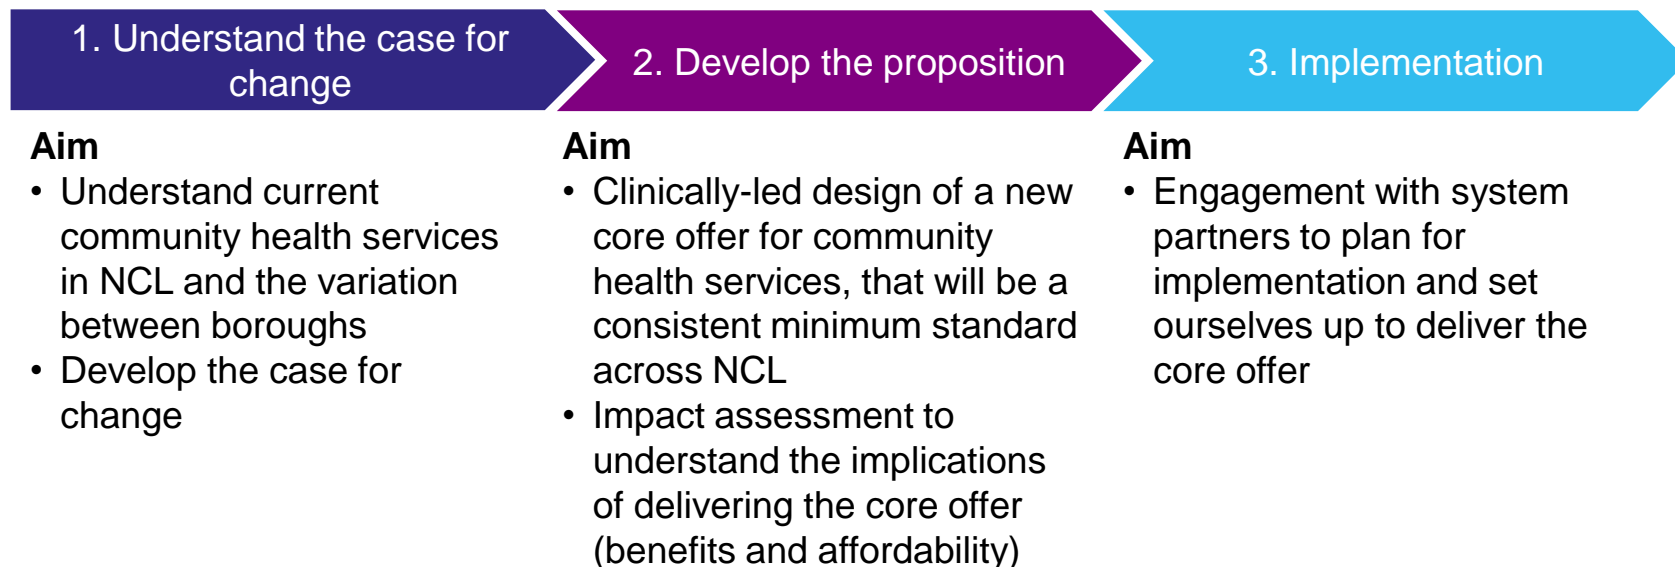 1. Understand the case for
change
2. Develop the proposition
3. Implementation
Aim
• Understand current
community health services
in NCL and the variation
between boroughs
• Develop the case for
change
Aim
• Clinically-led design of a new
core offer for community
health services, that will be a
consistent minimum standard
across NCL
• Impact assessment to
understand the implications
of delivering the core offer
(benefits and affordability)
Aim
• Engagement with system
partners to plan for
implementation and set
ourselves up to deliver the
core offer